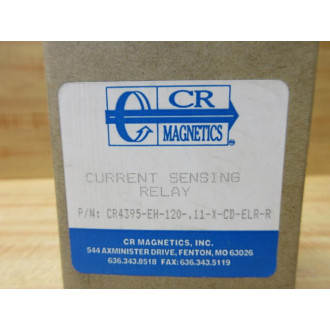 CR
MAGNETICS
CURRENT SENSING
RELAY
P/N: CR4395-EH-120-.11-X-CD-ELR-R
CR MAGNETICS, INC.
544 AXMINISTER DRIVE, FENTON, MO 63026
636.343.8518 FAX: 636.343.5119